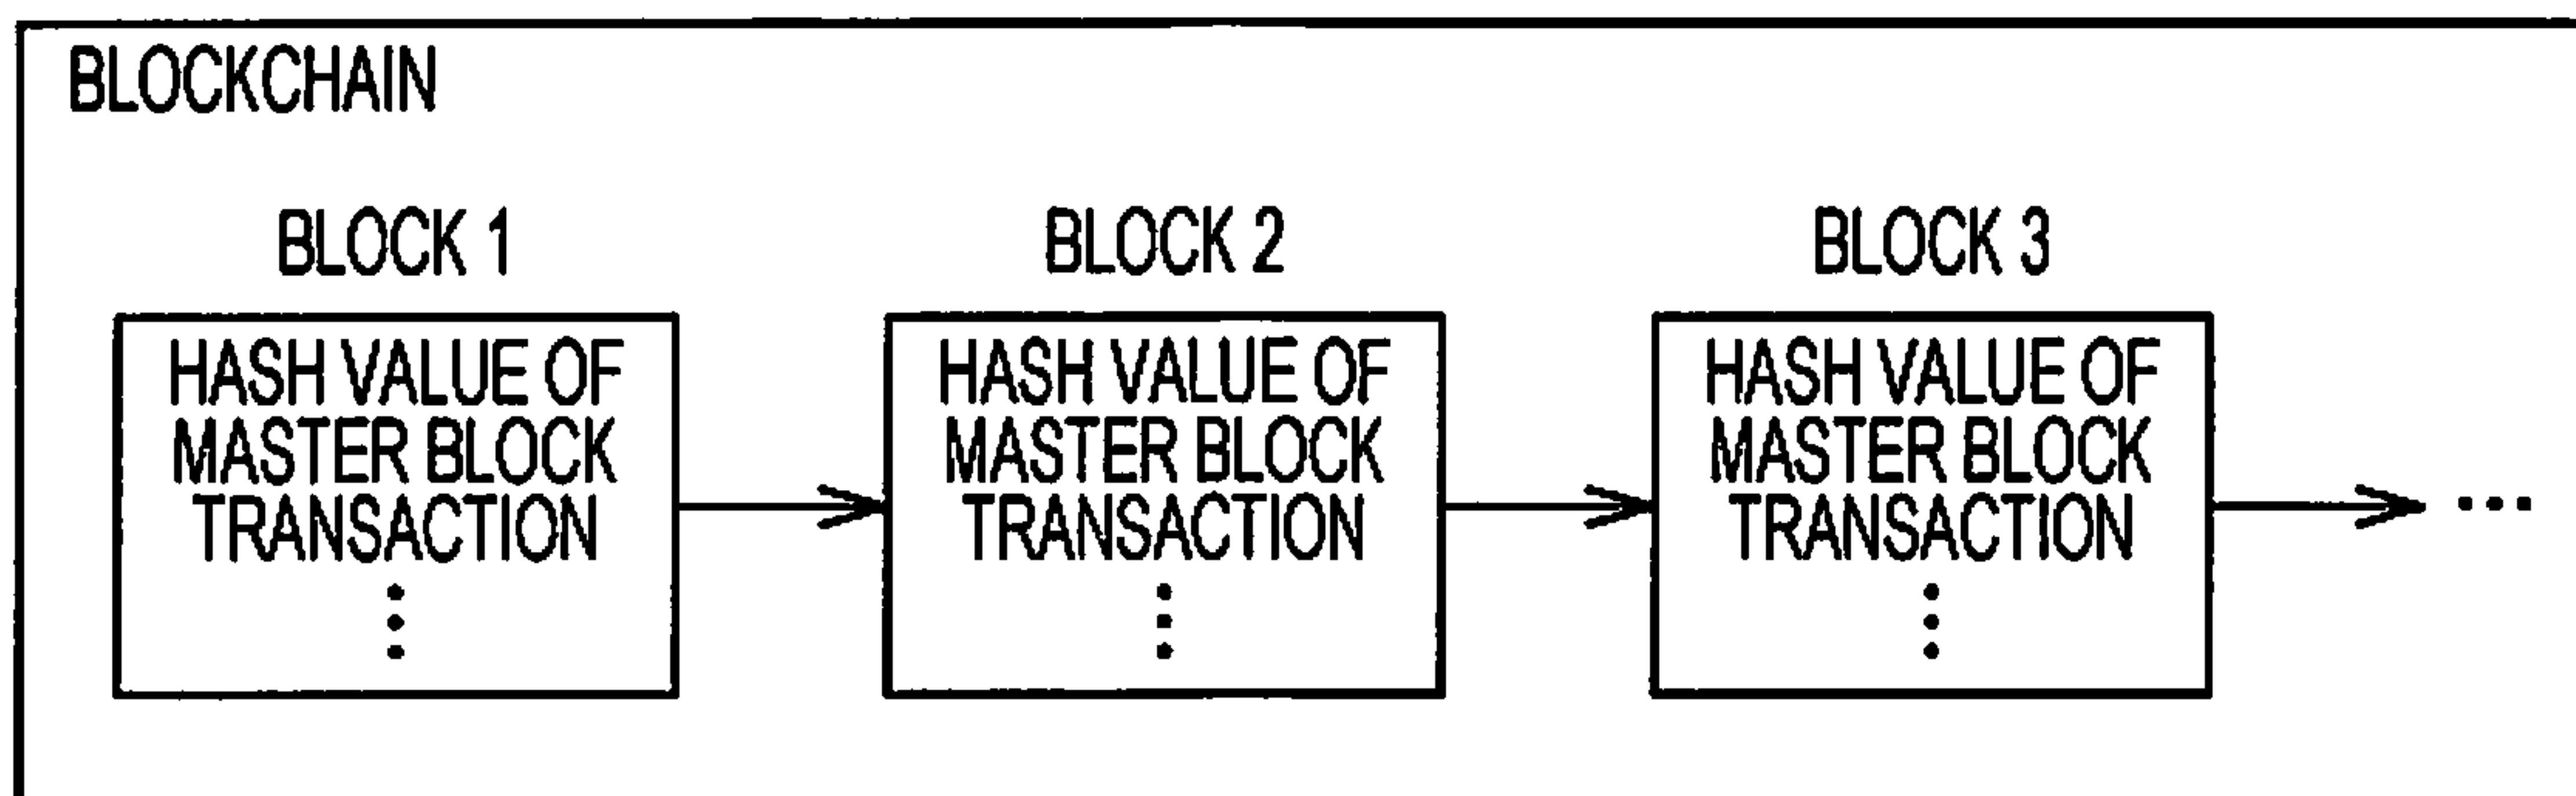 BLOCKCHAIN
BLOCK 1
HASH VALUE OF
MASTER BLOCK
TRANSACTION
BLOCK 2
HASH VALUE OF
MASTER BLOCK
TRANSACTION
BLOCK 3
HASH VALUE OF
MASTER BLOCK
TRANSACTION
...